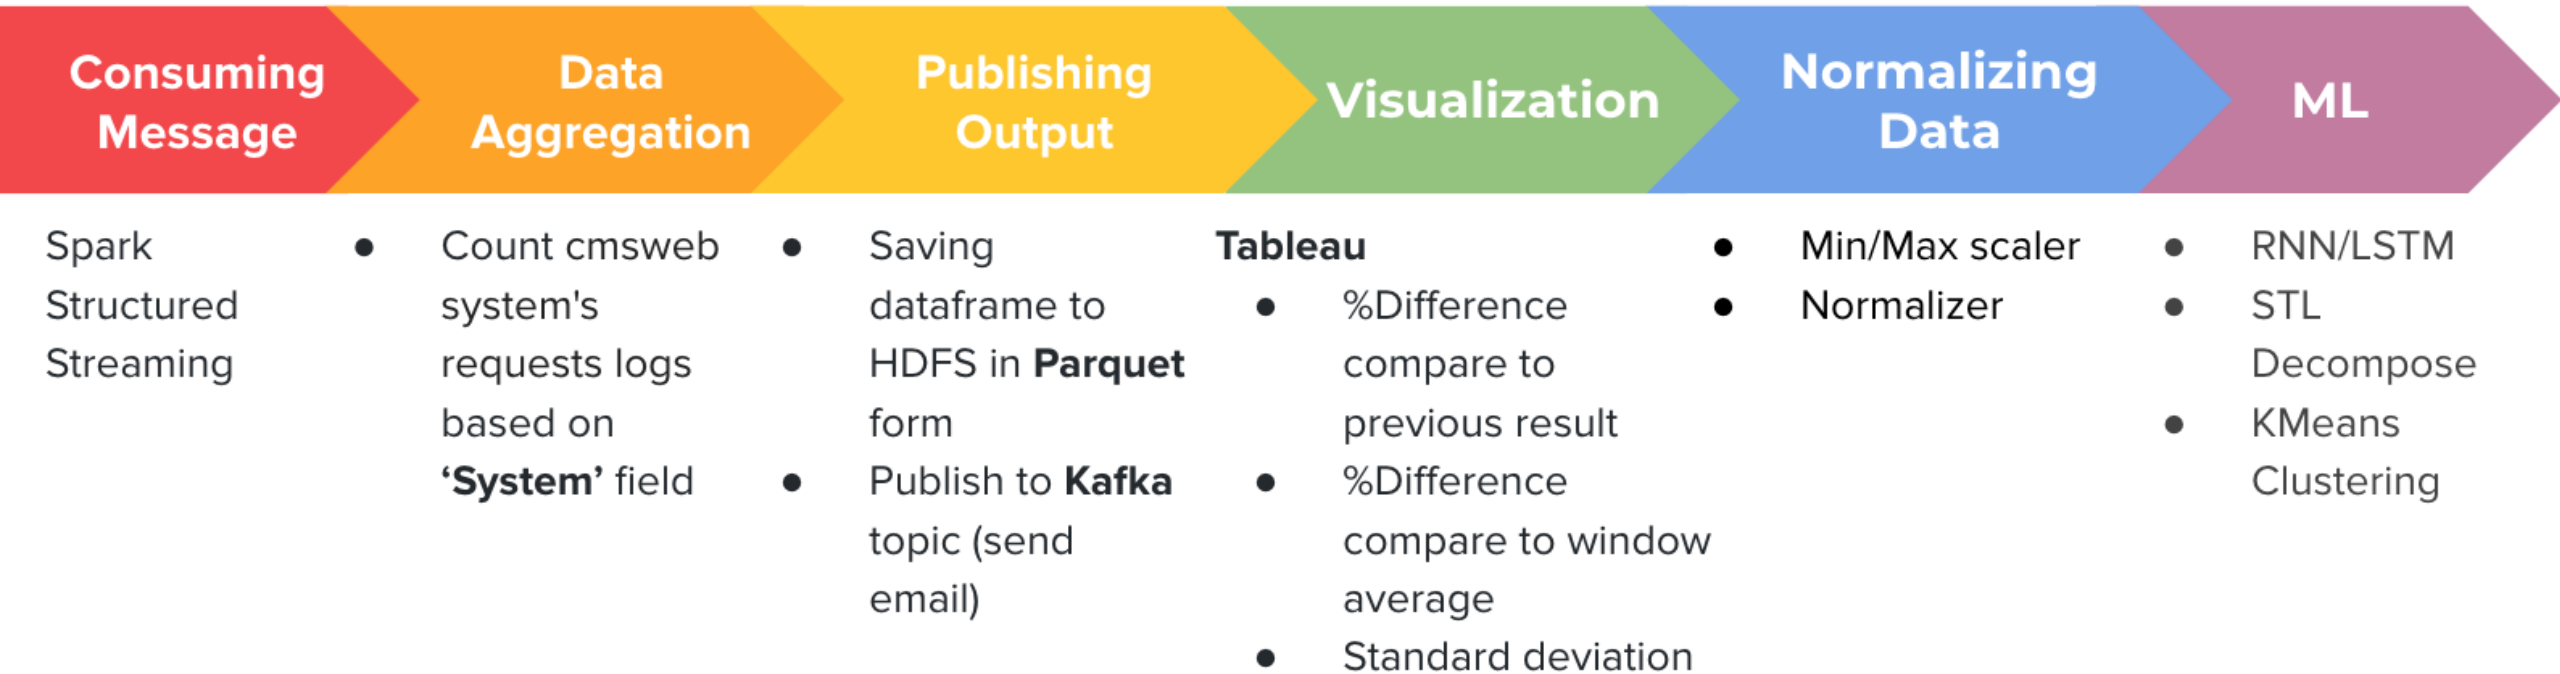 Consuming
Message
Data
Aggregation
Publishing
Output
Visualization
Normalizing
Data
ML
Spark
Structured
Streaming
● Count cmsweb
system's
requests logs
based on
‘System’ field
● Saving
dataframe to
HDFS in Parquet
form
● Publish to Kafka
topic (send
email)
Tableau
● %Difference
compare to
previous result
● %Difference
compare to window
average
● Standard deviation
● Min/Max scaler
● Normalizer
● RNN/LSTM
● STL
Decompose
● KMeans
Clustering